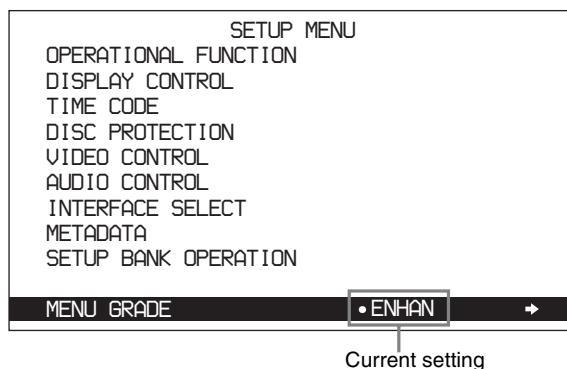 SETUP MENU
OPERATIONAL FUNCTION
DISPLAY CONTROL
TIME CODE
DISC PROTECTION
VIDEO CONTROL
AUDIO CONTROL
INTERFACE SELECT
METADATA
SETUP BANK OPERATION
MENU GRADE •ENHAN ➜
Current setting